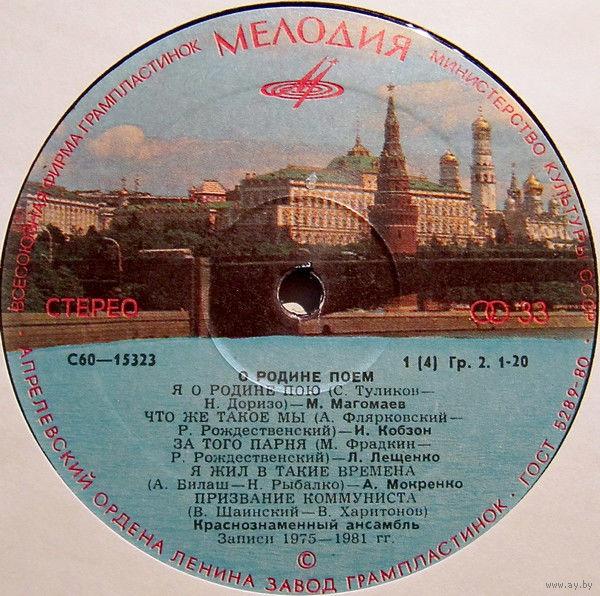 ВСЕСОЮЗНАЯ ФИРМА ГРАМПЛАСТИНОК
МЕЛОДИЯ
МИНИСТЕРСТВО КУЛЬТУРЫ СССР
СТЕРЕО
33
С60—15323
1 (4) Гр. 2. 1-20
О РОДИНЕ ПОЕМ
Я О РОДИНЕ ПОЮ (С. Туликов—
Н. Доризо)— М. Магомаев
ЧТО ЖЕ ТАКОЕ МЫ (А. Флярковский—
Р. Рождественский)— И. Кобзон
ЗА ТОГО ПАРНЯ (М. Фрадкин—
Р. Рождественский)— Л. Лещенко
Я ЖИЛ В ТАКИЕ ВРЕМЕНА
(А. Билаш—Н. Рыбалко)— А. Мокренко
ПРИЗВАНИЕ КОММУНИСТА
(В. Шаинский— В. Харитонов)
Краснознаменный ансамбль
Записи 1975—1981 гг.
©
АПРЕЛЕВСКИЙ ОРДЕНА ЛЕНИНА ЗАВОД ГРАМПЛАСТИНОК · ГОСТ 5289-80 ·
www.ay.by